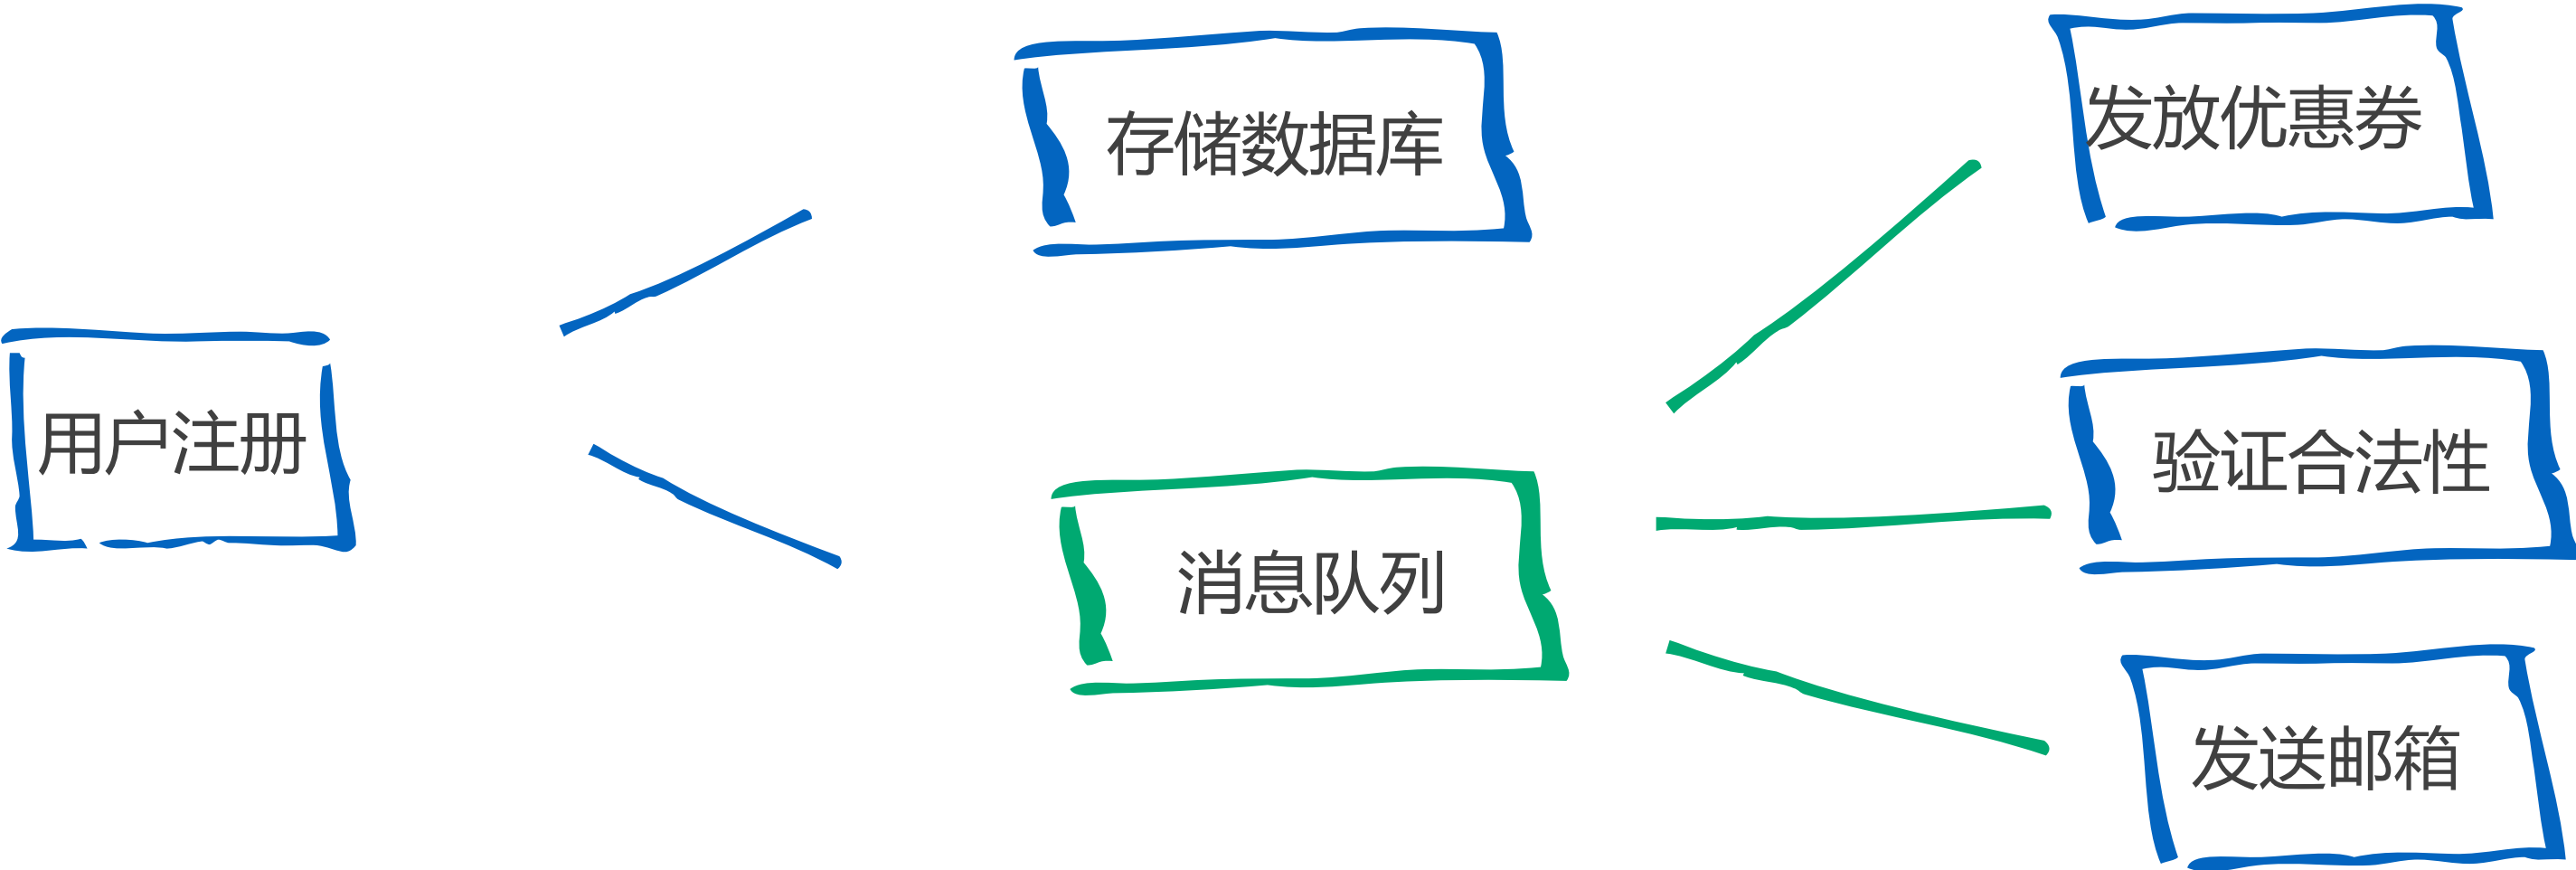 用户注册
存储数据库
消息队列
发放优惠券
验证合法性
发送邮箱